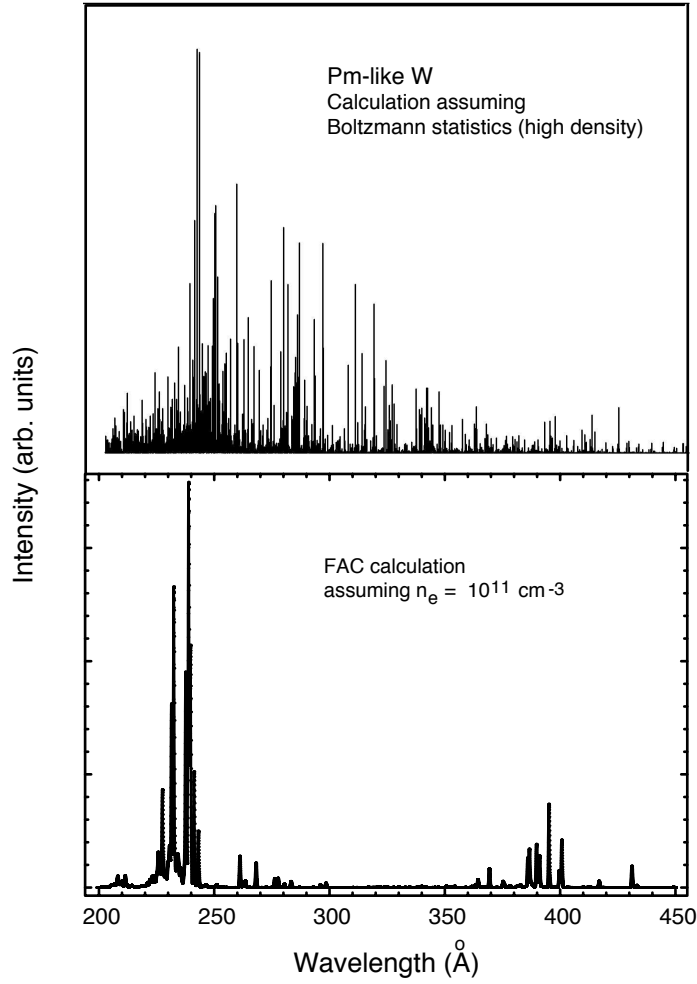 Pm-like W
Calculation assuming
Boltzmann statistics (high density)
Intensity (arb. units)
FAC calculation
assuming nₑ = 10¹¹ cm⁻³
200 250 300 350 400 450
Wavelength (Å)